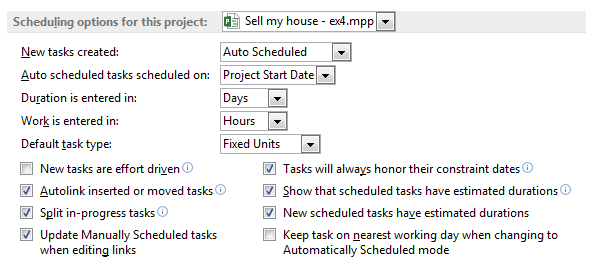 Scheduling options for this project: Sell my house - ex4.mpp
New tasks created: Auto Scheduled
Auto scheduled tasks scheduled on: Project Start Date
Duration is entered in: Days
Work is entered in: Hours
Default task type: Fixed Units
New tasks are effort driven
Autolink inserted or moved tasks
Split in-progress tasks
Update Manually Scheduled tasks
when editing links
Tasks will always honor their constraint dates
Show that scheduled tasks have estimated durations
New scheduled tasks have estimated durations
Keep task on nearest working day when changing to
Automatically Scheduled mode